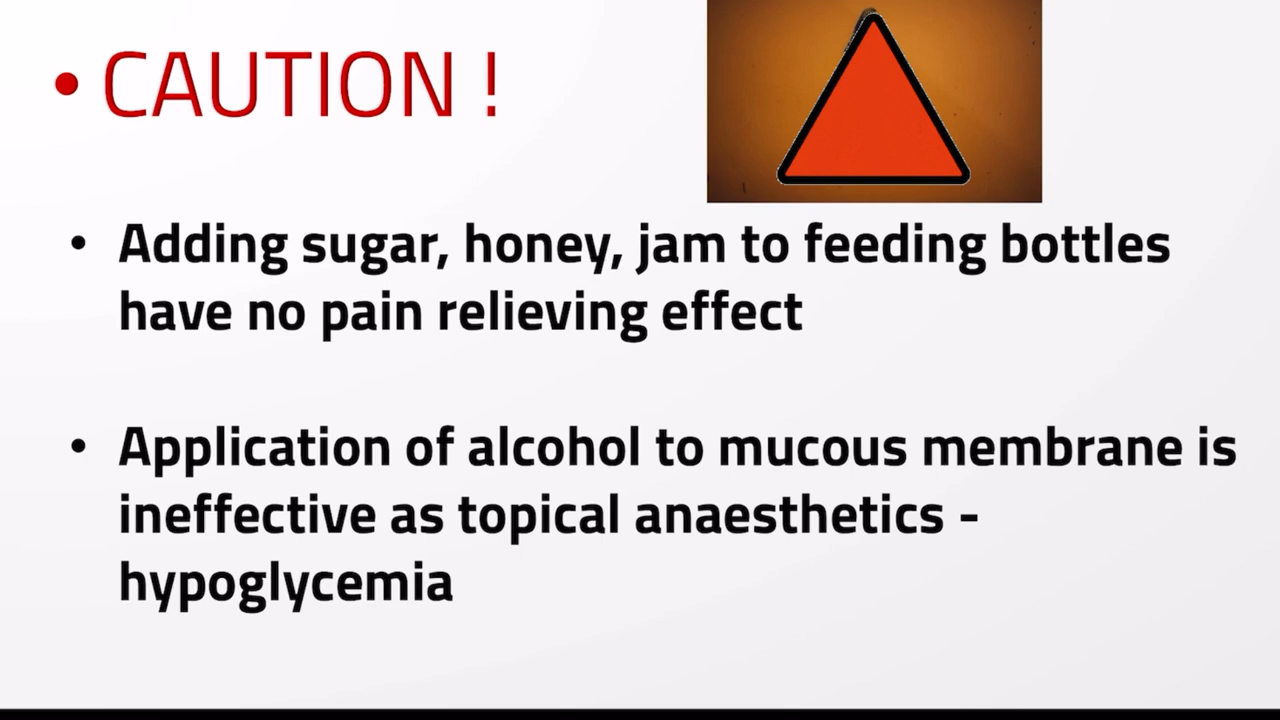 • CAUTION !
• Adding sugar, honey, jam to feeding bottles
have no pain relieving effect
• Application of alcohol to mucous membrane is
ineffective as topical anaesthetics -
hypoglycemia